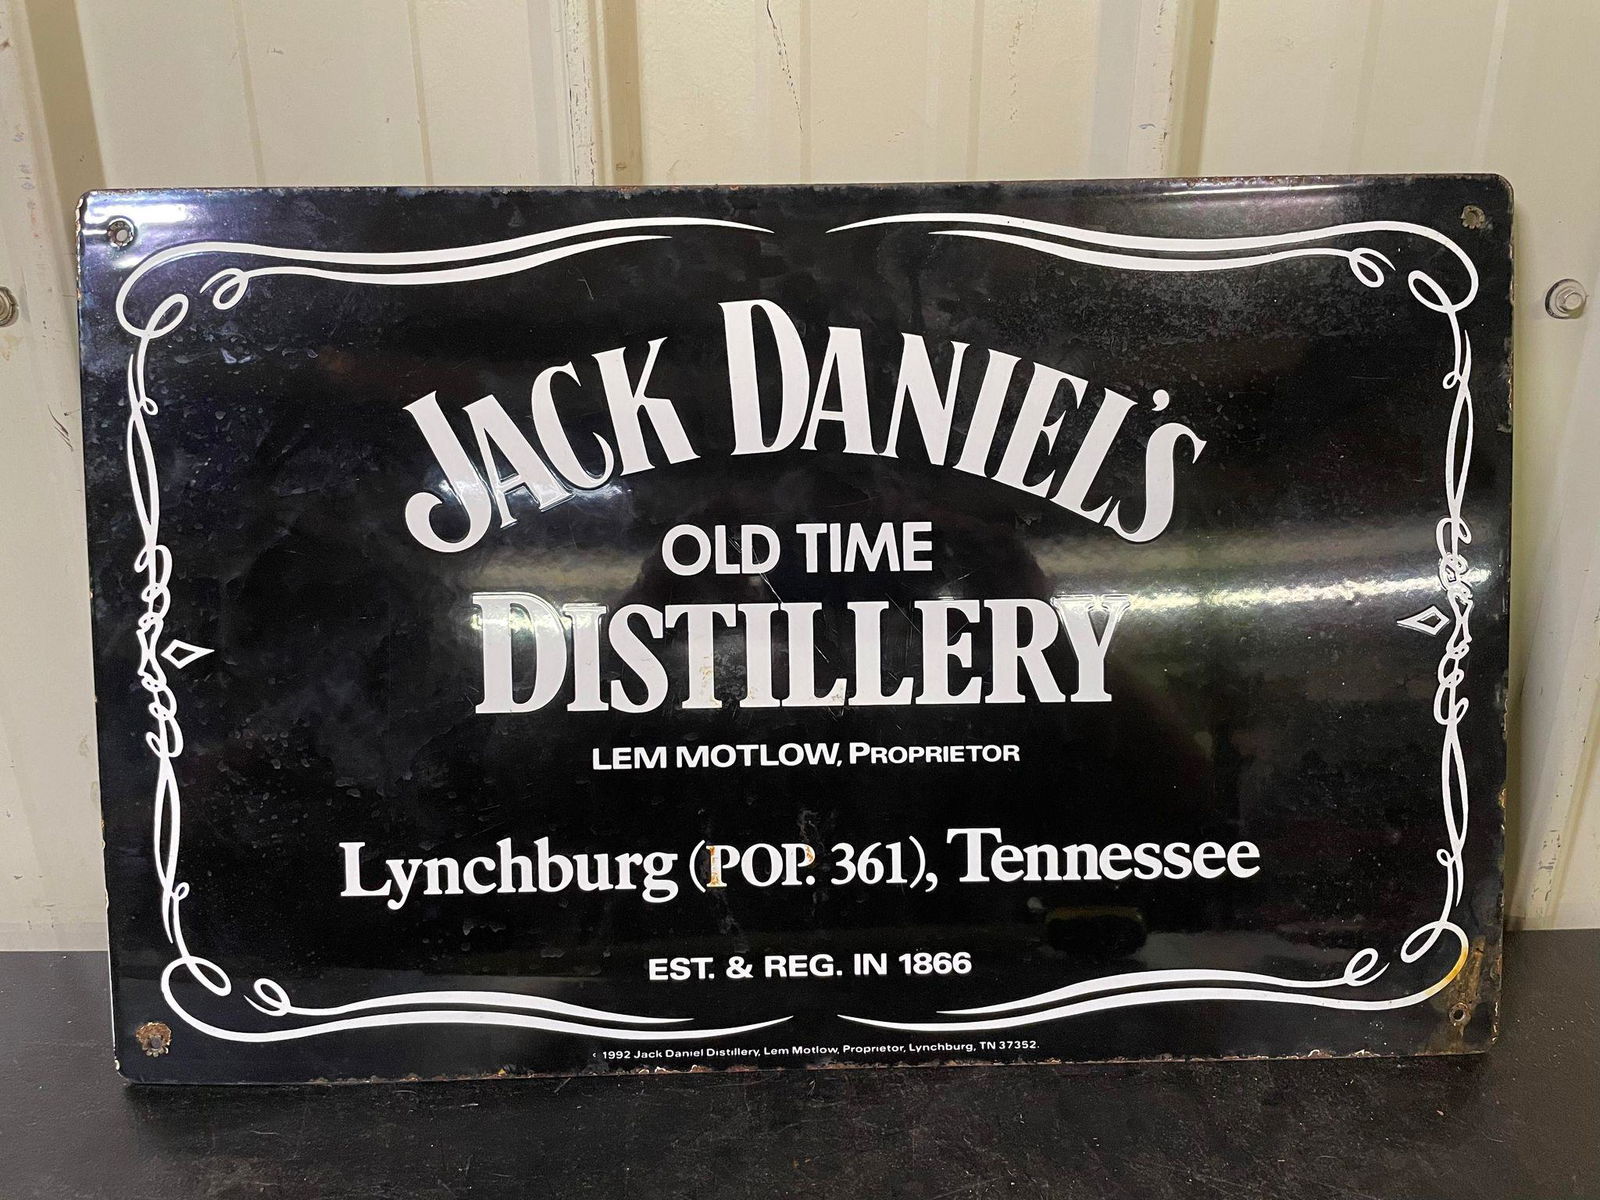 JACK DANIEL'S
OLD TIME
DISTILLERY
LEM MOTLOW, PROPRIETOR
Lynchburg (POP. 361), Tennessee
EST. & REG. IN 1866
© 1992 Jack Daniel Distillery, Lem Motlow, Proprietor, Lynchburg, TN 37352.